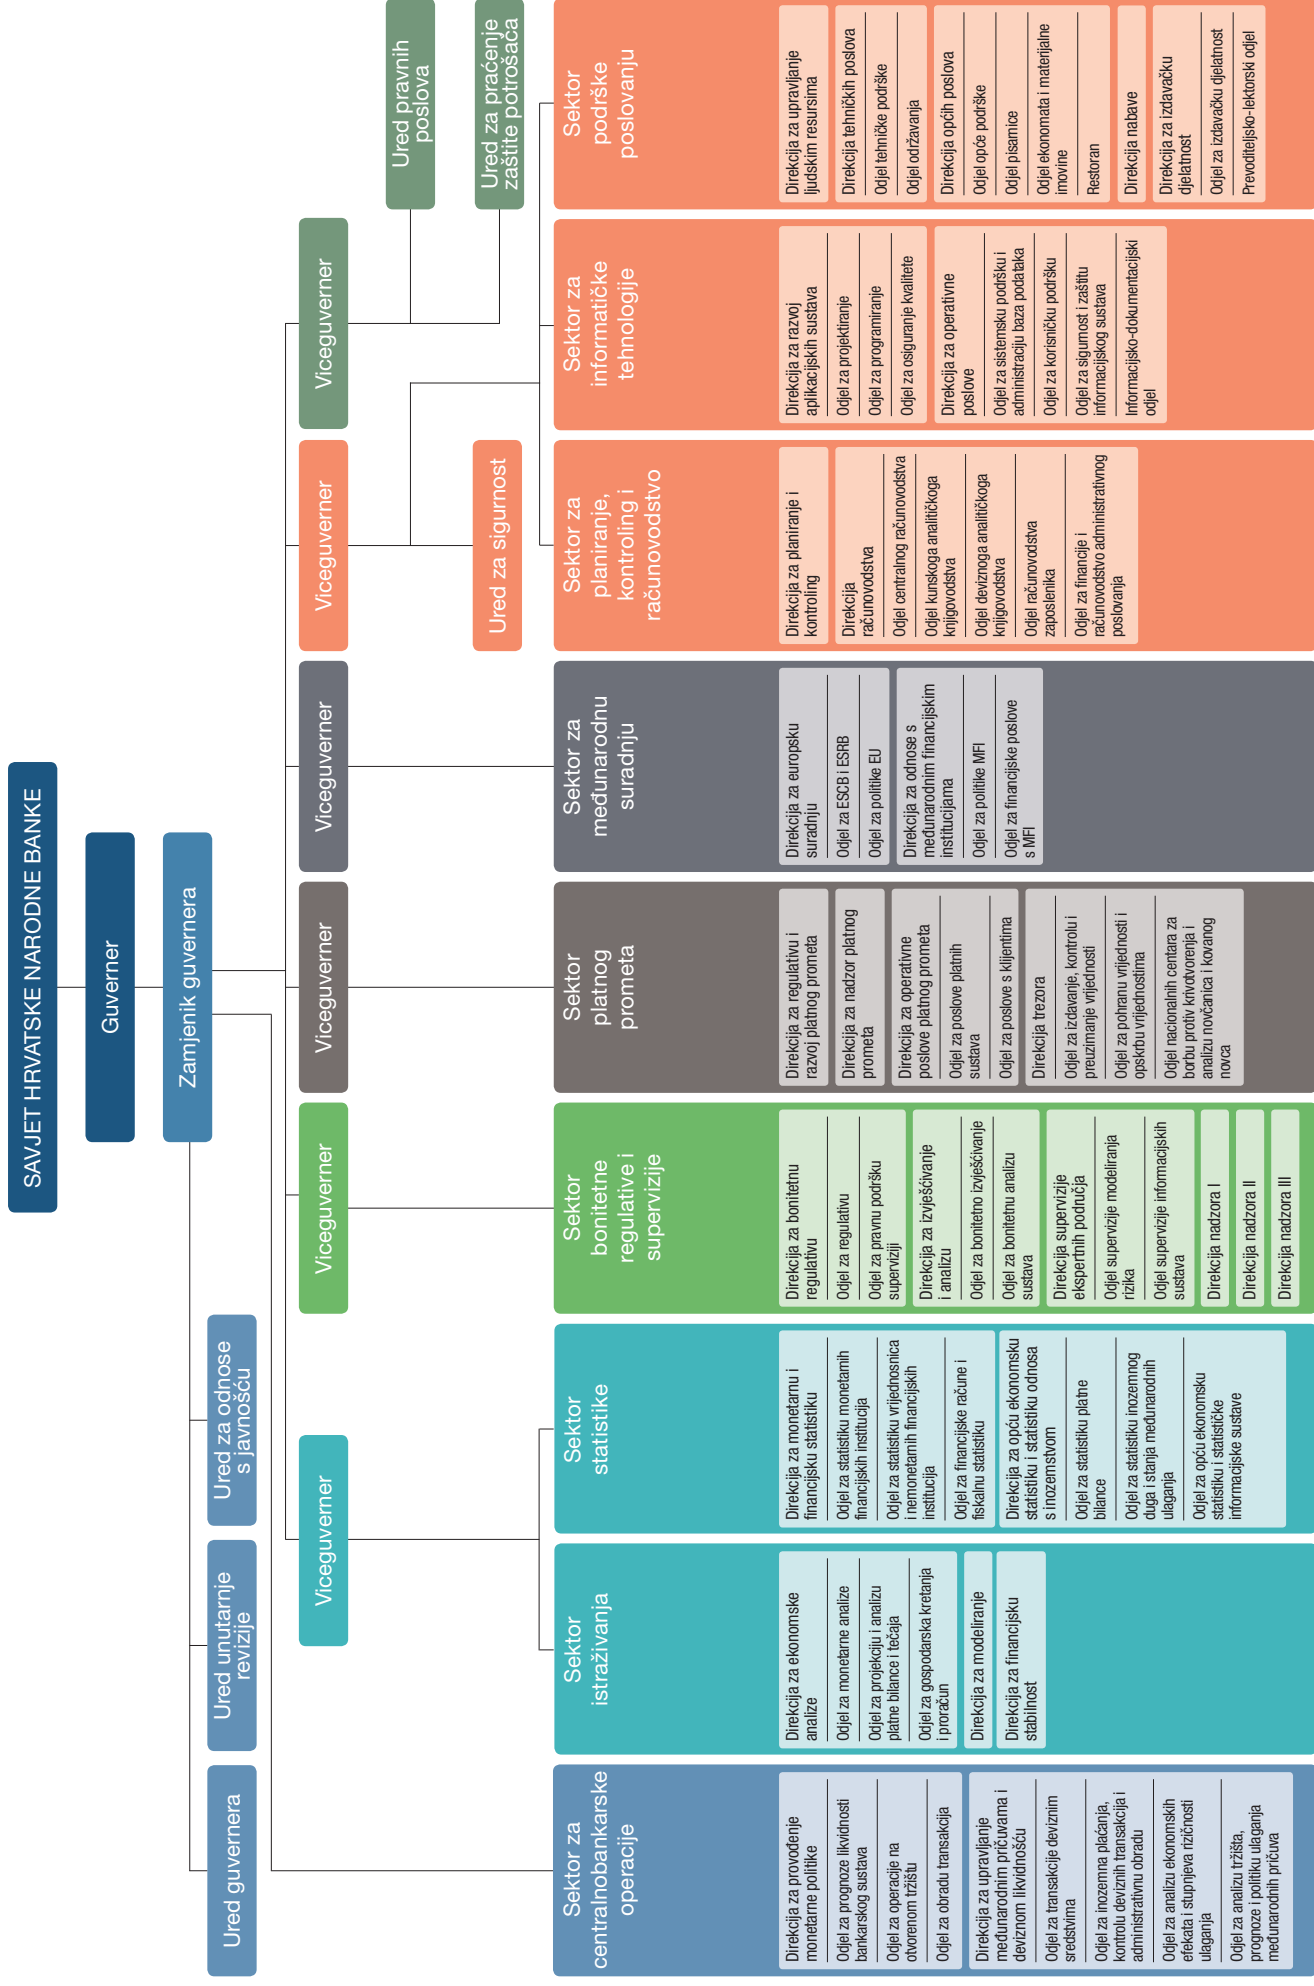 SAVJET HRVATSKE NARODNE BANKE
Guverner
Zamjenik guvernera
Ured guvernera
Ured unutarnje
revizije
Ured za odnose
s javnošću
Viceguverner
Viceguverner
Viceguverner
Viceguverner
Viceguverner
Viceguverner
Ured pravnih
poslova
Ured za sigurnost
Ured za praćenje
zaštite potrošača
Sektor za
centralnobankarske
operacije
Direkcija za provođenje
monetarne politike
Odjel za prognoze likvidnosti
bankarskog sustava
Odjel za operacije na
otvorenom tržištu
Odjel za obradu transakcija
Direkcija za upravljanje
međunarodnim pričuvama i
deviznom likvidnošću
Odjel za transakcije deviznim
sredstvima
Odjel za inozemna plaćanja,
kontrolu deviznih transakcija i
administrativnu obradu
Odjel za analizu ekonomskih
efekata i stupnjeva rizičnosti
ulaganja
Odjel za analizu tržišta,
prognoze i politiku ulaganja
međunarodnih pričuva
Sektor
istraživanja
Direkcija za ekonomske
analize
Odjel za monetarne analize
Odjel za projekciju i analizu
platne bilance i tečaja
Odjel za gospodarska kretanja
i proračun
Direkcija za modeliranje
Direkcija za financijsku
stabilnost
Sektor
statistike
Direkcija za monetarnu i
financijsku statistiku
Odjel za statistiku monetarnih
financijskih institucija
Odjel za statistiku vrijednosnica
i nemonetarnih financijskih
institucija
Odjel za financijske račune i
fiskalnu statistiku
Direkcija za opću ekonomsku
statistiku i statistiku odnosa
s inozemstvom
Odjel za statistiku platne
bilance
Odjel za statistiku inozemnog
duga i stanja međunarodnih
ulaganja
Odjel za opću ekonomsku
statistiku i statističke
informacijske sustave
Sektor
bonitetne
regulative i
supervizije
Direkcija za bonitetnu
regulativu
Odjel za regulativu
Odjel za pravnu podršku
superviziji
Direkcija za izvješćivanje
i analizu
Odjel za bonitetno izvješćivanje
Odjel za bonitetnu analizu
sustava
Direkcija supervizije
ekspertnih područja
Odjel supervizije modeliranja
rizika
Odjel supervizije informacijskih
sustava
Direkcija nadzora I
Direkcija nadzora II
Direkcija nadzora III
Sektor
platnog
prometa
Direkcija za regulativu i
razvoj platnog prometa
Direkcija za nadzor platnog
prometa
Direkcija za operativne
poslove platnog prometa
Odjel za poslove platnih
sustava
Odjel za poslove s klijentima
Direkcija trezora
Odjel za izdavanje, kontrolu i
preuzimanje vrijednosti
Odjel za pohranu vrijednosti i
opskrbu vrijednostima
Odjel nacionalnih centara za
borbu protiv krivotvorenja i
analizu novčanica i kovanog
novca
Sektor za
međunarodnu
suradnju
Direkcija za europsku
suradnju
Odjel za ESCB i ESRB
Odjel za politike EU
Direkcija za odnose s
međunarodnim financijskim
institucijama
Odjel za politike MFI
Odjel za financijske poslove
s MFI
Sektor za
planiranje,
kontroling i
računovodstvo
Direkcija za planiranje i
kontroling
Direkcija
računovodstva
Odjel centralnog računovodstva
Odjel kunskoga analitičkoga
knjigovodstva
Odjel deviznoga analitičkoga
knjigovodstva
Odjel računovodstva
zaposlenika
Odjel za financije i
računovodstvo administrativnog
poslovanja
Sektor za
informatičke
tehnologije
Direkcija za razvoj
aplikacijskih sustava
Odjel za projektiranje
Odjel za programiranje
Odjel za osiguranje kvalitete
Direkcija za operativne
poslove
Odjel za sistemsku podršku i
administraciju baza podataka
Odjel za korisničku podršku
Odjel za sigurnost i zaštitu
informacijskog sustava
Informacijsko-dokumentacijski
odjel
Sektor
podrške
poslovanju
Direkcija za upravljanje
ljudskim resursima
Direkcija tehničkih poslova
Odjel tehničke podrške
Odjel održavanja
Direkcija općih poslova
Odjel opće podrške
Odjel pisarnice
Odjel ekonomata i materijalne
imovine
Restoran
Direkcija nabave
Direkcija za izdavačku
djelatnost
Odjel za izdavačku djelatnost
Prevoditeljsko-lektorski odjel